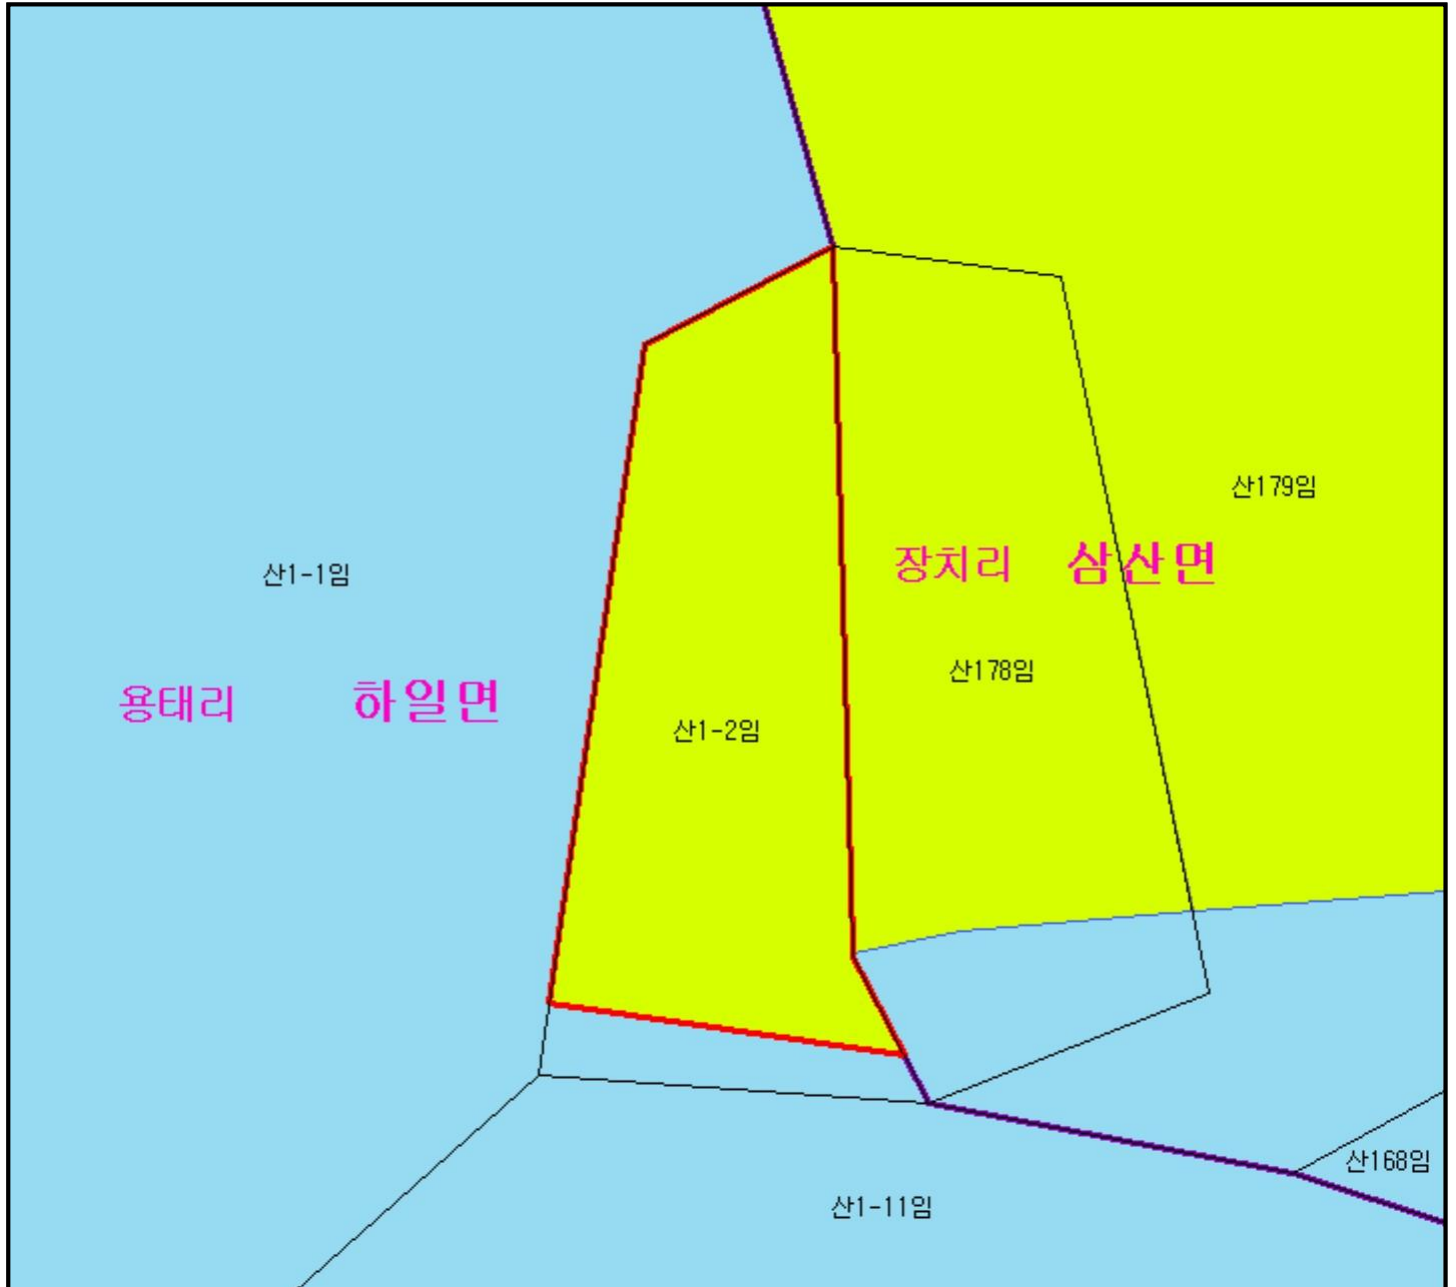 산179임
장치리 삼산면
산1-1임
산178임
용태리 하일면
산1-2임
산168임
산1-11임